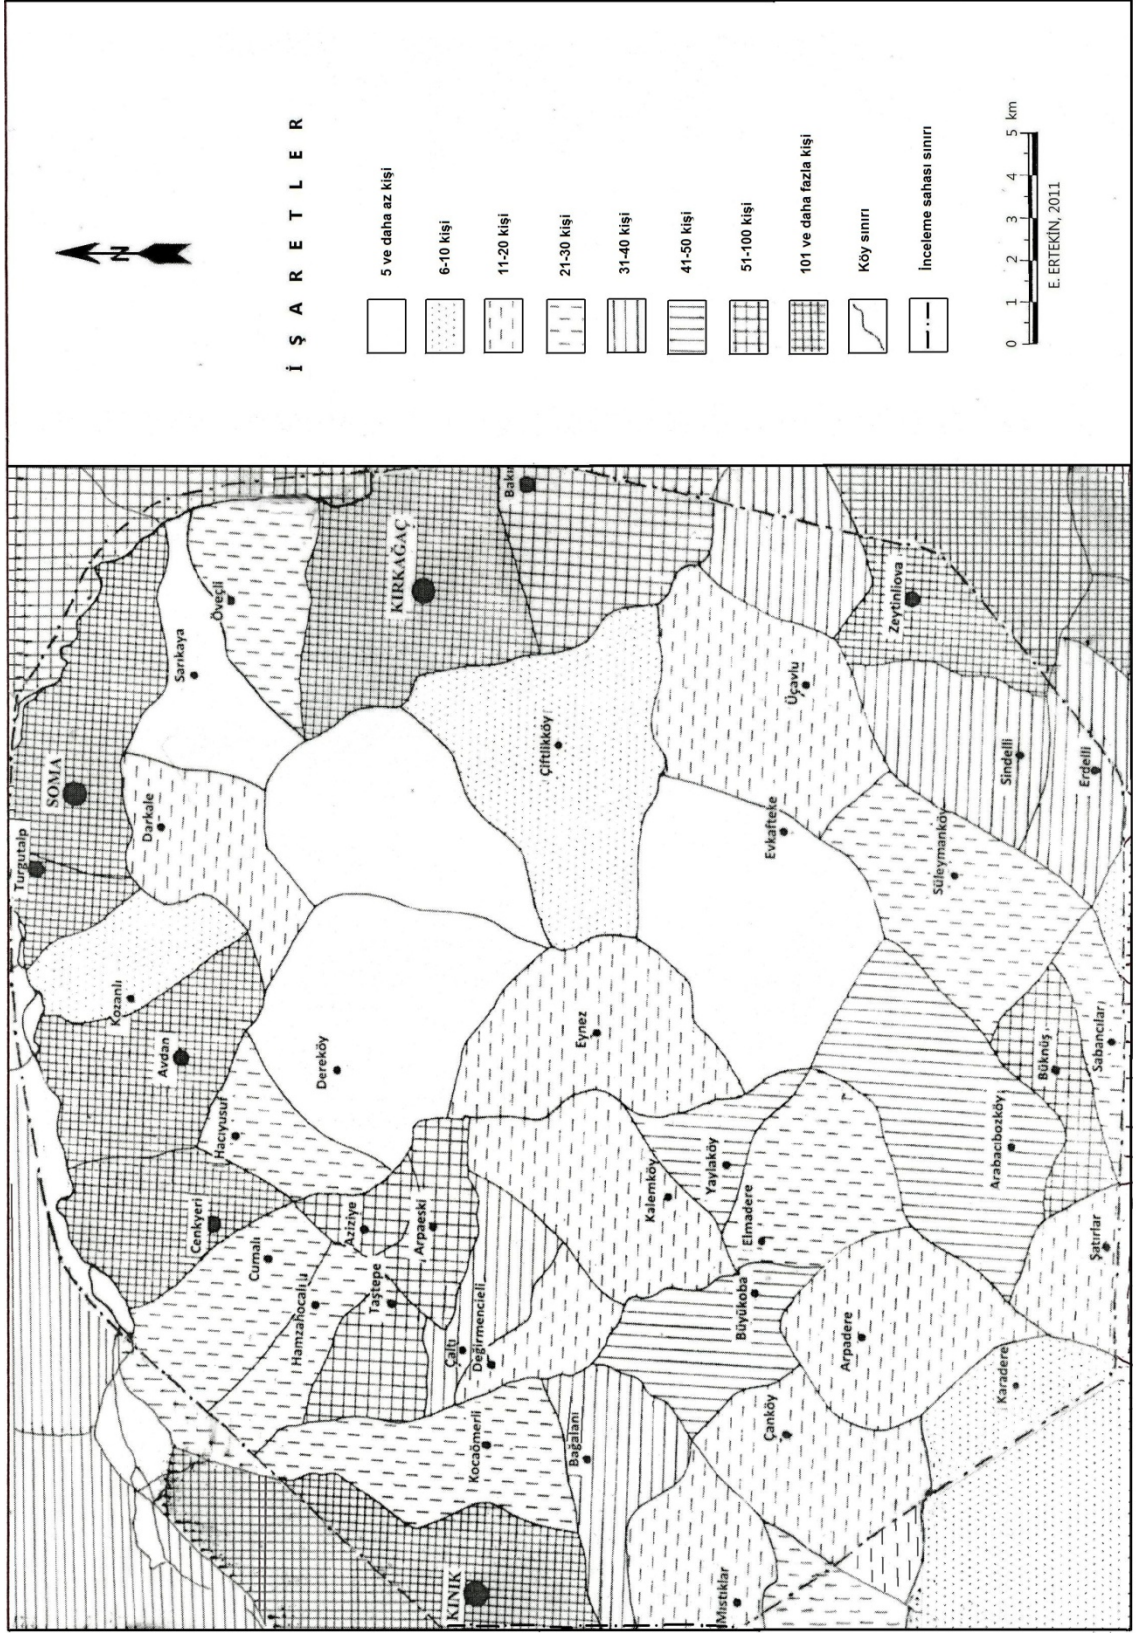 N
İ Ş A R E T L E R
5 ve daha az kişi
6-10 kişi
11-20 kişi
21-30 kişi
31-40 kişi
41-50 kişi
51-100 kişi
101 ve daha fazla kişi
Köy sınırı
İnceleme sahası sınırı
0 1 2 3 4 5 km
E. ERTEKİN, 2011
Turgutalp
SOMA
Kozanlı
Darkale
Sarıkaya
Avdan
Öveçli
Cenkyeri
Hacıyusuf
Cumalı
Hamzahocalı
Dereköy
Aziziye
KIRKAĞAÇ
Taştepe
Arpaeski
Çaltı
Değirmencieli
Kocaömerli
KINIK
Bakır
Çiftlikköy
Bağalanı
Eynez
Kalemköy
Yaylaköy
Elmadere
Büyükoba
Mıstıklar
Çanköy
Evkafteke
Üçavlu
Arpadere
Zeytinliova
Süleymanköy
Arabacıbozköy
Sindelli
Karadere
Büknüş
Erdelli
Sabancılar
Şatırlar